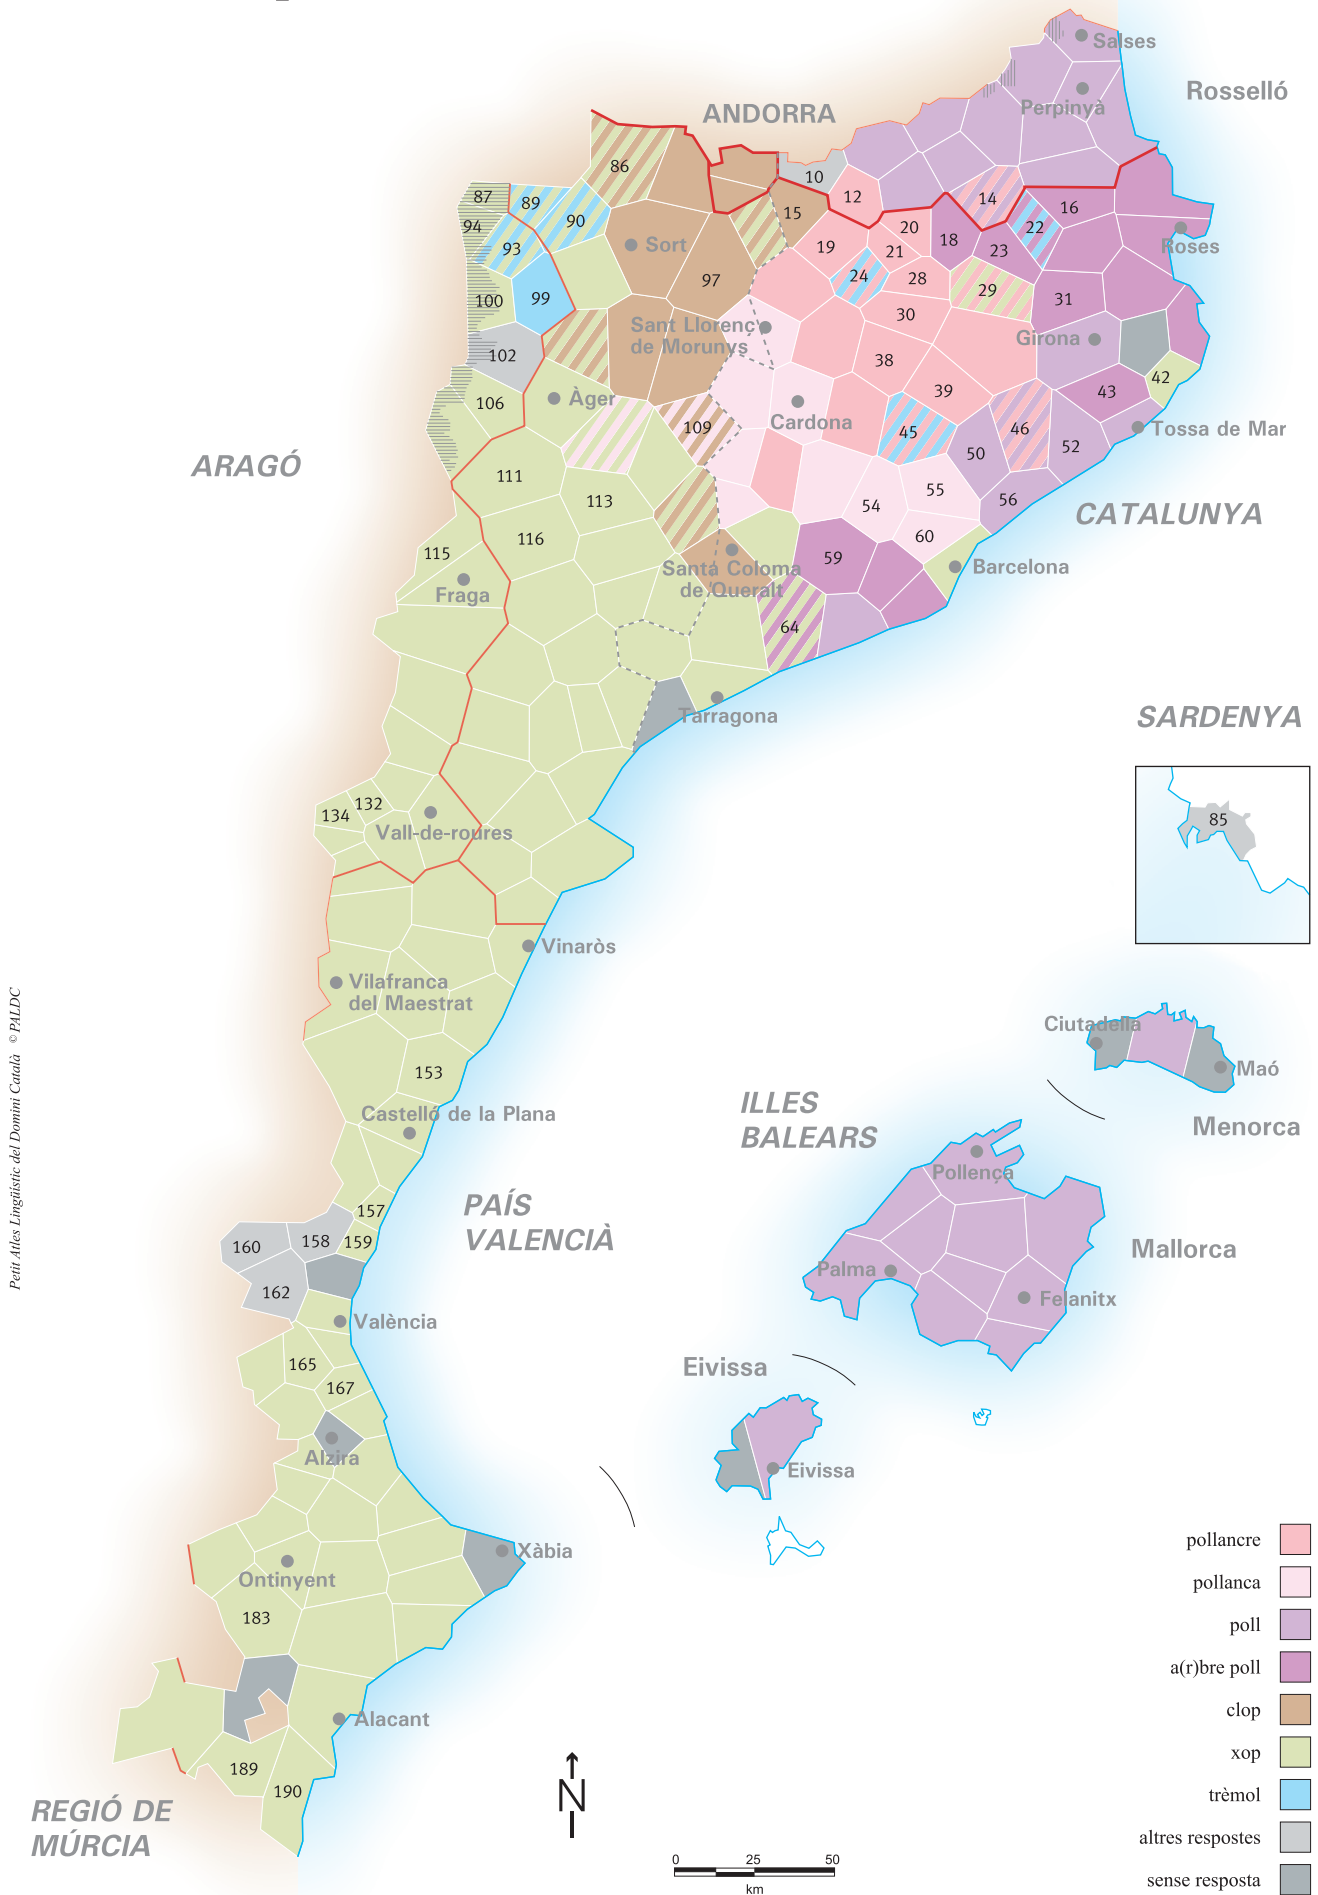 Salses
Rosselló
Perpinyà
ANDORRA
86
10
87
89
90
94
93
15
12
14
16
20
18
22
19
21
23
Roses
Sort
24
28
29
97
100
99
30
31
Sant Llorenç
de Morunys
Girona
102
38
42
39
43
106
Àger
Cardona
109
45
46
Tossa de Mar
50
52
ARAGÓ
111
113
54
55
56
CATALUNYA
116
115
60
59
Santa Coloma
de Queralt
Barcelona
Fraga
64
Tarragona
SARDENYA
85
132
134
Vall-de-roures
Vinaròs
Vilafranca
del Maestrat
Petit Atles Lingüístic del Domini Català © PALDC
153
Castelló de la Plana
Ciutadella
Maó
Menorca
ILLES
BALEARS
Pollença
Mallorca
Palma
Felanitx
PAÍS
VALENCIÀ
157
160
158
159
162
València
165
167
Eivissa
Alzira
Eivissa
Xàbia
Ontinyent
183
Alacant
189
190
REGIÓ DE
MÚRCIA
N
0 25 50
km
pollancre
pollanca
poll
a(r)bre poll
clop
xop
trèmol
altres respostes
sense resposta